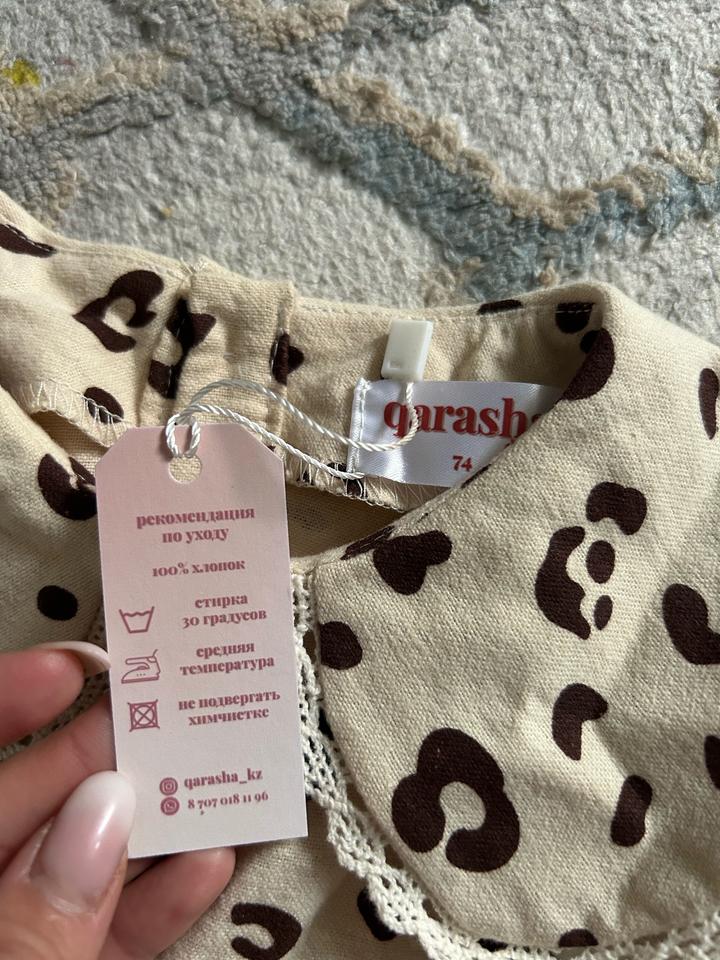 qarasha
74
рекомендация
по уходу
100% хлопок
стирка
30 градусов
средняя
температура
не подвергать
химчистке
qarasha_kz
8 707 018 11 96